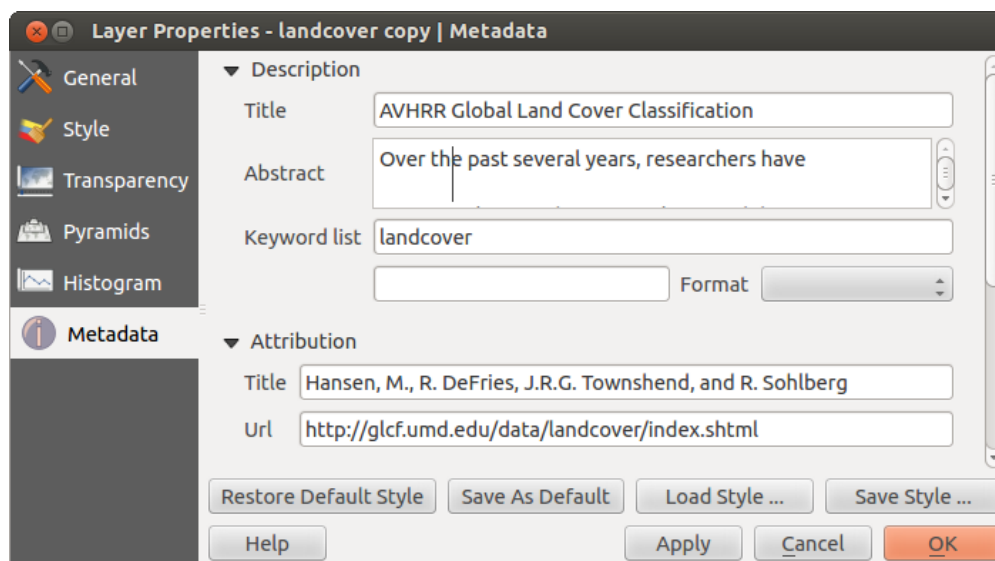 Layer Properties - landcover copy | Metadata
General
Style
Transparency
Pyramids
Histogram
Metadata
Description
Title AVHRR Global Land Cover Classification
Abstract Over the past several years, researchers have
Keyword list landcover
Format
Attribution
Title Hansen, M., R. DeFries, J.R.G. Townshend, and R. Sohlberg
Url http://glcf.umd.edu/data/landcover/index.shtml
Restore Default Style Save As Default Load Style ... Save Style ...
Help Apply Cancel OK